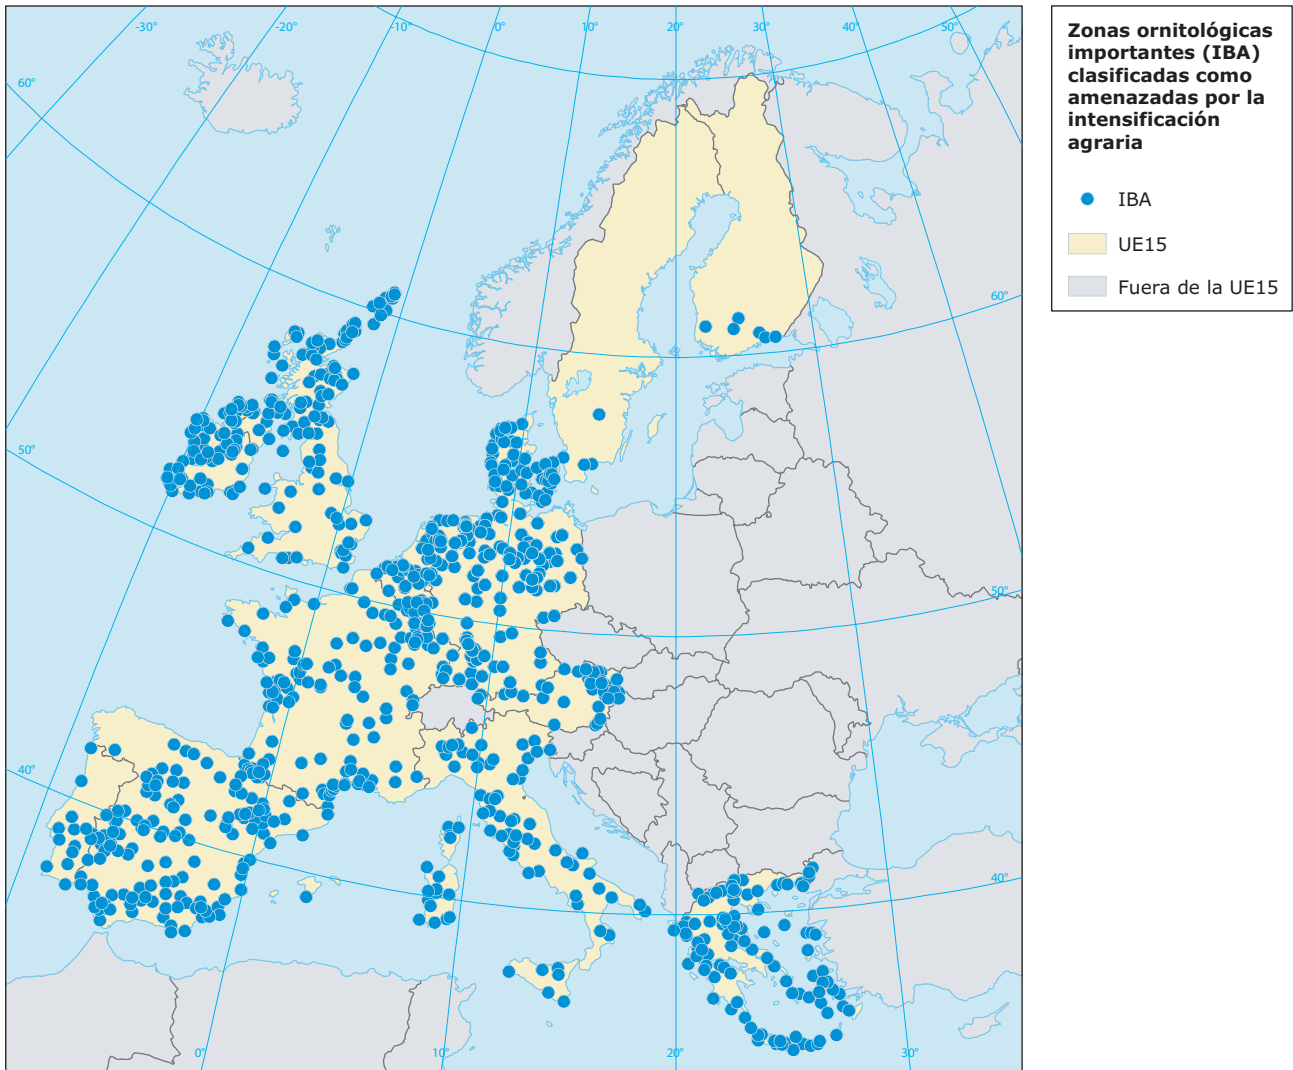 -30°
-20°
-10°
0°
10°
20°
30°
40°
50°
60°
60°
50°
50°
40°
40°
0°
10°
20°
30°
Zonas ornitológicas
importantes (IBA)
clasificadas como
amenazadas por la
intensificación
agraria
IBA
UE15
Fuera de la UE15